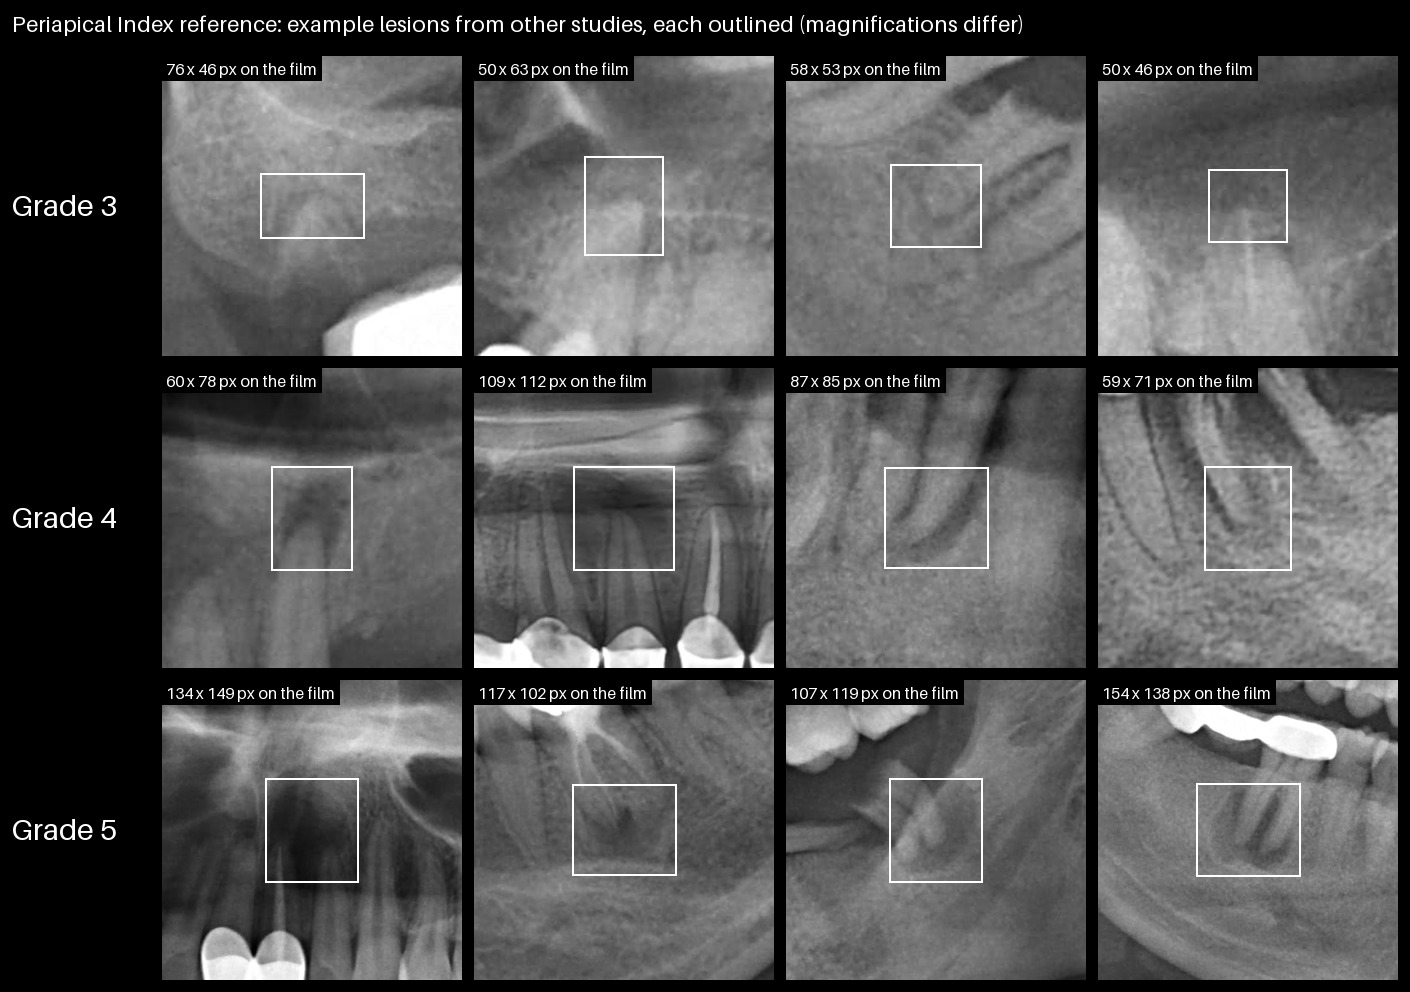 Periapical Index reference: example lesions from other studies, each outlined (magnifications differ)
76 x 46 px on the film
50 x 63 px on the film
58 x 53 px on the film
50 x 46 px on the film
Grade 3
60 x 78 px on the film
109 x 112 px on the film
87 x 85 px on the film
59 x 71 px on the film
Grade 4
134 x 149 px on the film
117 x 102 px on the film
107 x 119 px on the film
154 x 138 px on the film
Grade 5